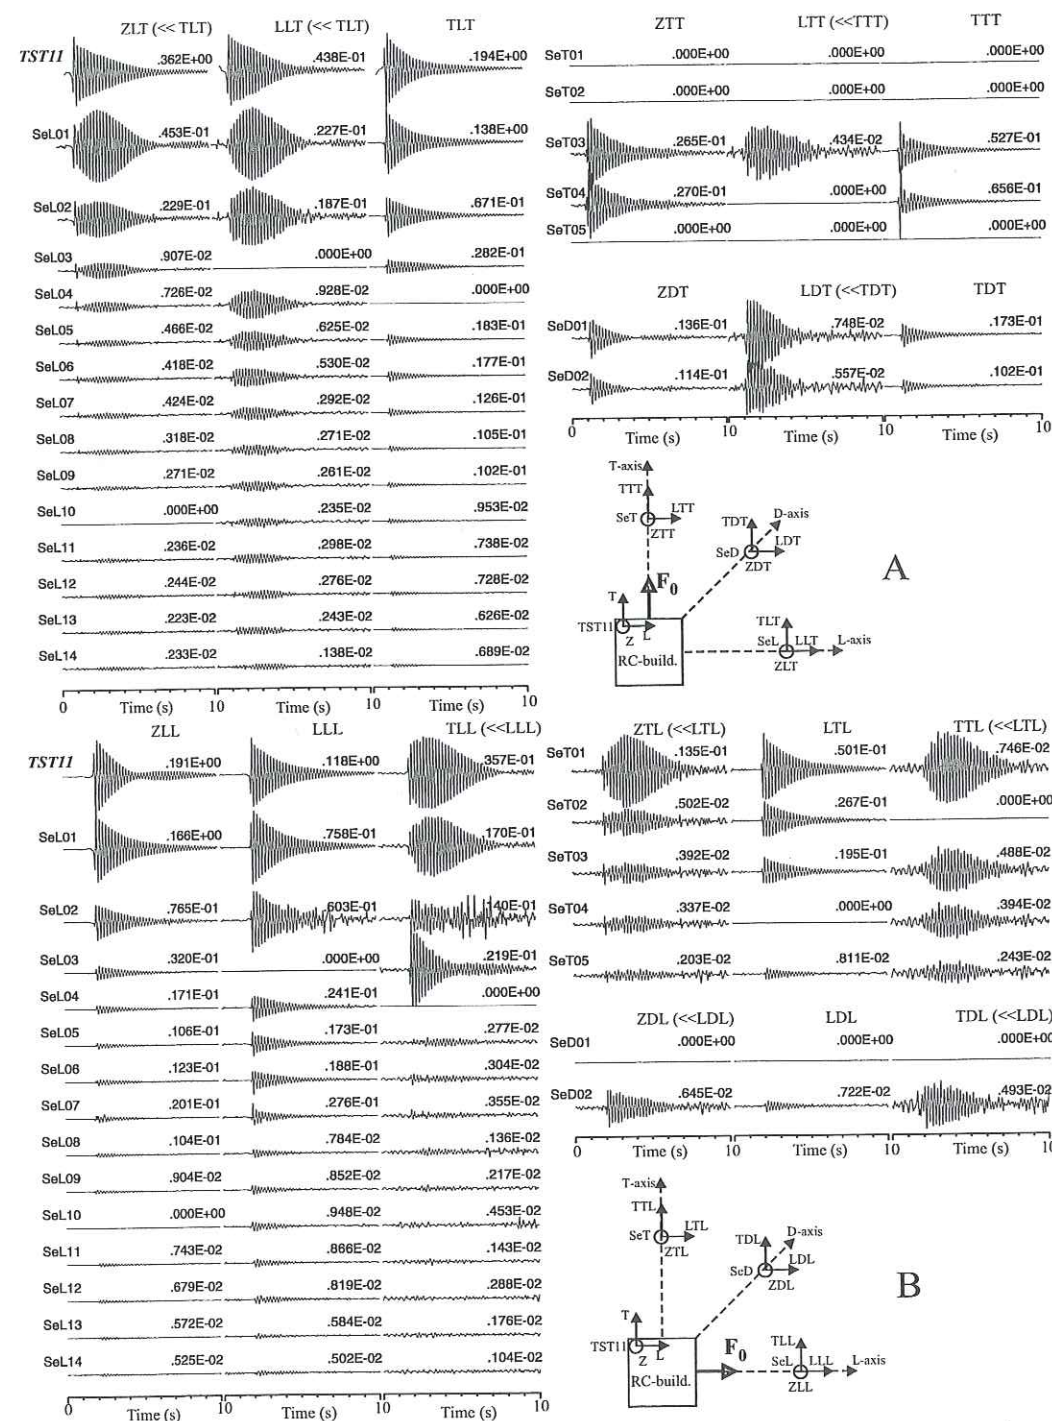 ZLT (<< TLT) LLT (<< TLT) TLT
TST11 .362E+00 .438E-01 .194E+00
SeL01 .453E-01 .227E-01 .138E+00
SeL02 .229E-01 .187E-01 .671E-01
SeL03 .907E-02 .000E+00 .282E-01
SeL04 .726E-02 .928E-02 .000E+00
SeL05 .466E-02 .625E-02 .183E-01
SeL06 .418E-02 .530E-02 .177E-01
SeL07 .424E-02 .292E-02 .126E-01
SeL08 .318E-02 .271E-02 .105E-01
SeL09 .271E-02 .261E-02 .102E-01
SeL10 .000E+00 .235E-02 .953E-02
SeL11 .236E-02 .298E-02 .738E-02
SeL12 .244E-02 .276E-02 .728E-02
SeL13 .223E-02 .243E-02 .626E-02
SeL14 .233E-02 .138E-02 .689E-02
0 Time (s) 10 Time (s) 10 Time (s) 10
ZTT LTT (<<TTT) TTT
SeT01 .000E+00 .000E+00 .000E+00
SeT02 .000E+00 .000E+00 .000E+00
SeT03 .265E-01 .434E-02 .527E-01
SeT04 .270E-01 .000E+00 .656E-01
SeT05 .000E+00 .000E+00 .000E+00
ZDT LDT (<<TDT) TDT
SeD01 .136E-01 .748E-02 .173E-01
SeD02 .114E-01 .557E-02 .102E-01
0 Time (s) 10 Time (s) 10 Time (s) 10
T-axis
TTT
SeT LTT
ZTT
TDT D-axis
SeD LDT
ZDT
A
F0
T
TST11 Z L
RC-build.
TLT
SeL LLT L-axis
ZLT
ZLL LLL TLL (<<LLL)
TST11 .191E+00 .118E+00 .357E-01
SeL01 .166E+00 .758E-01 .170E-01
SeL02 .765E-01 .603E-01 .140E-01
SeL03 .320E-01 .000E+00 .219E-01
SeL04 .171E-01 .241E-01 .000E+00
SeL05 .106E-01 .173E-01 .277E-02
SeL06 .123E-01 .188E-01 .304E-02
SeL07 .201E-01 .276E-01 .355E-02
SeL08 .104E-01 .784E-02 .136E-02
SeL09 .904E-02 .852E-02 .217E-02
SeL10 .000E+00 .948E-02 .453E-02
SeL11 .743E-02 .866E-02 .143E-02
SeL12 .679E-02 .819E-02 .288E-02
SeL13 .572E-02 .584E-02 .176E-02
SeL14 .525E-02 .502E-02 .104E-02
0 Time (s) 10 Time (s) 10 Time (s) 10
ZTL (<<LTL) LTL TTL (<<LTL)
SeT01 .135E-01 .501E-01 .746E-02
SeT02 .502E-02 .267E-01 .000E+00
SeT03 .392E-02 .195E-01 .488E-02
SeT04 .337E-02 .000E+00 .394E-02
SeT05 .203E-02 .811E-02 .243E-02
ZDL (<<LDL) LDL TDL (<<LDL)
SeD01 .000E+00 .000E+00 .000E+00
SeD02 .645E-02 .722E-02 .493E-02
0 Time (s) 10 Time (s) 10 Time (s) 10
T-axis
TTL
SeT LTL
ZTL
TDL D-axis
SeD LDL
ZDL
B
T
TST11 Z L
RC-build.
F0
TLL
SeL LLL L-axis
ZLL